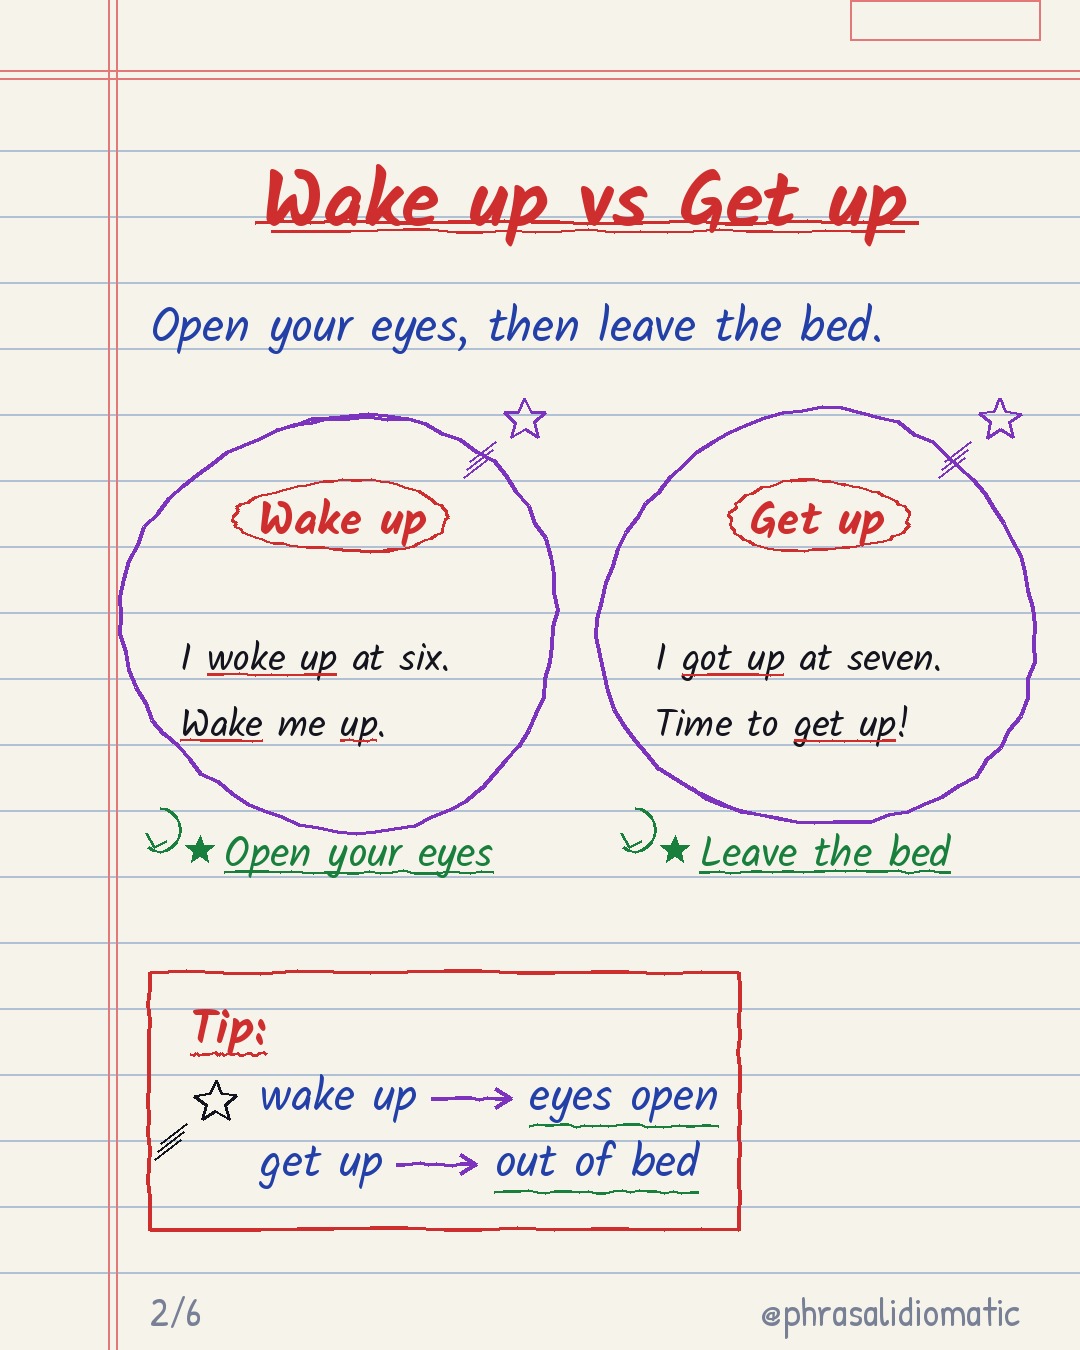 Wake up vs Get up
Open your eyes, then leave the bed.
Wake up
I woke up at six.
Wake me up.
Open your eyes
Get up
I got up at seven.
Time to get up!
Leave the bed
Tip:
wake up → eyes open
get up → out of bed
2/6
@phrasalidiomatic